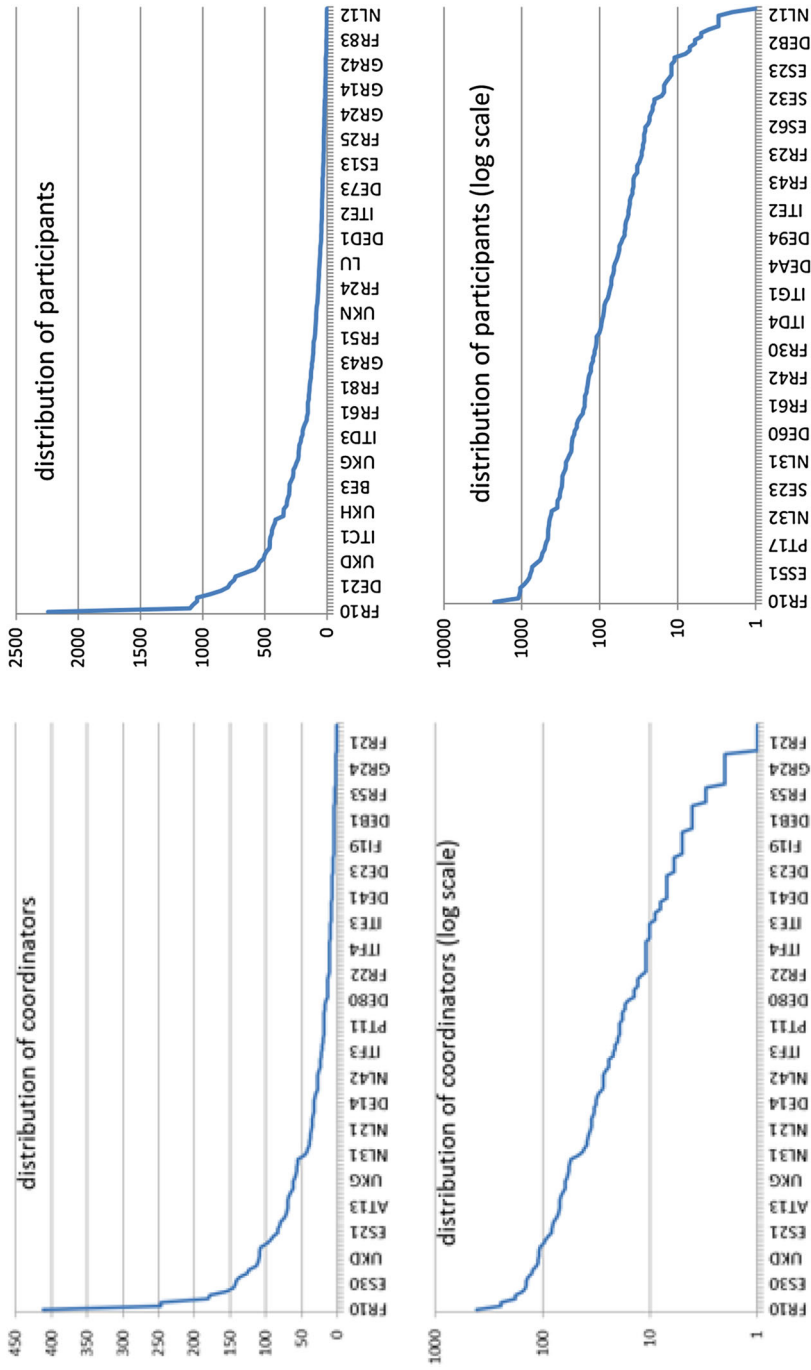 distribution of coordinators
450
400
350
300
250
200
150
100
50
0
FR10
ES30
UKD
ES21
AT13
UKG
NL31
NL21
DE14
NL42
ITF3
PT11
DE80
FR22
ITF4
ITE3
DE41
DE23
FI19
DEB1
FR53
GR24
FR21
distribution of participants
2500
2000
1500
1000
500
0
FR10
DE21
UKD
ITC1
UKH
BE3
UKG
ITD3
FR61
FR81
GR43
FR51
UKN
FR24
LU
DED1
ITE2
DE73
ES13
FR25
GR24
GR14
GR42
FR83
NL12
distribution of coordinators (log scale)
1000
100
10
1
FR10
ES30
UKD
ES21
AT13
UKG
NL31
NL21
DE14
NL42
ITF3
PT11
DE80
FR22
ITF4
ITE3
DE41
DE23
FI19
DEB1
FR53
GR24
FR21
distribution of participants (log scale)
10000
1000
100
10
1
FR10
ES51
PT17
NL32
SE23
NL31
DE60
FR61
FR42
FR30
ITD4
ITG1
DEA4
DE94
ITE2
FR43
FR23
ES62
SE32
ES23
DEB2
NL12